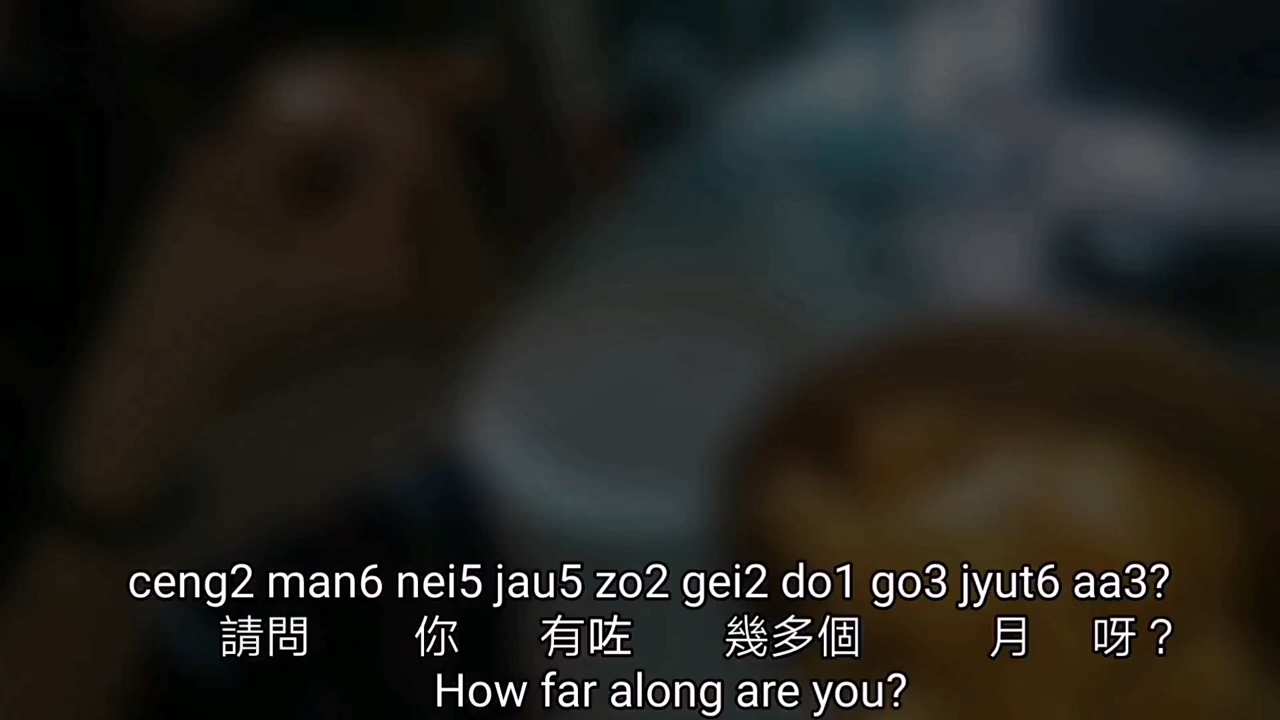 ceng2 man6 nei5 jau5 zo2 gei2 do1 go3 jyut6 aa3?
請問 你 有咗 幾多個 月 呀？
How far along are you?